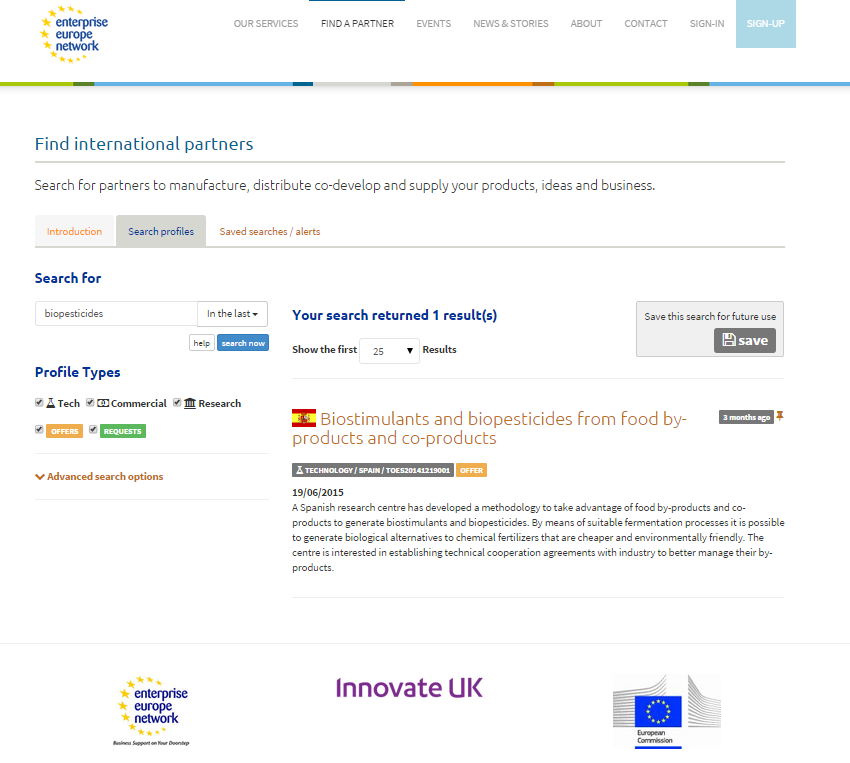 enterprise
europe
network
OUR SERVICES FIND A PARTNER EVENTS NEWS & STORIES ABOUT CONTACT SIGN-IN SIGN-UP
Find international partners
Search for partners to manufacture, distribute co-develop and supply your products, ideas and business.
Introduction Search profiles Saved searches / alerts
Search for
biopesticides In the last
help search now
Profile Types
Tech Commercial Research
OFFERS REQUESTS
Advanced search options
Your search returned 1 result(s)
Save this search for future use
save
Show the first 25 Results
Biostimulants and biopesticides from food by-
products and co-products
3 months ago
TECHNOLOGY / SPAIN / TOES20141219001 OFFER
19/06/2015
A Spanish research centre has developed a methodology to take advantage of food by-products and co-
products to generate biostimulants and biopesticides. By means of suitable fermentation processes it is possible
to generate biological alternatives to chemical fertilizers that are cheaper and environmentally friendly. The
centre is interested in establishing technical cooperation agreements with industry to better manage their by-
products.
enterprise
europe
network
Business Support on Your Doorstep
Innovate UK
European
Commission